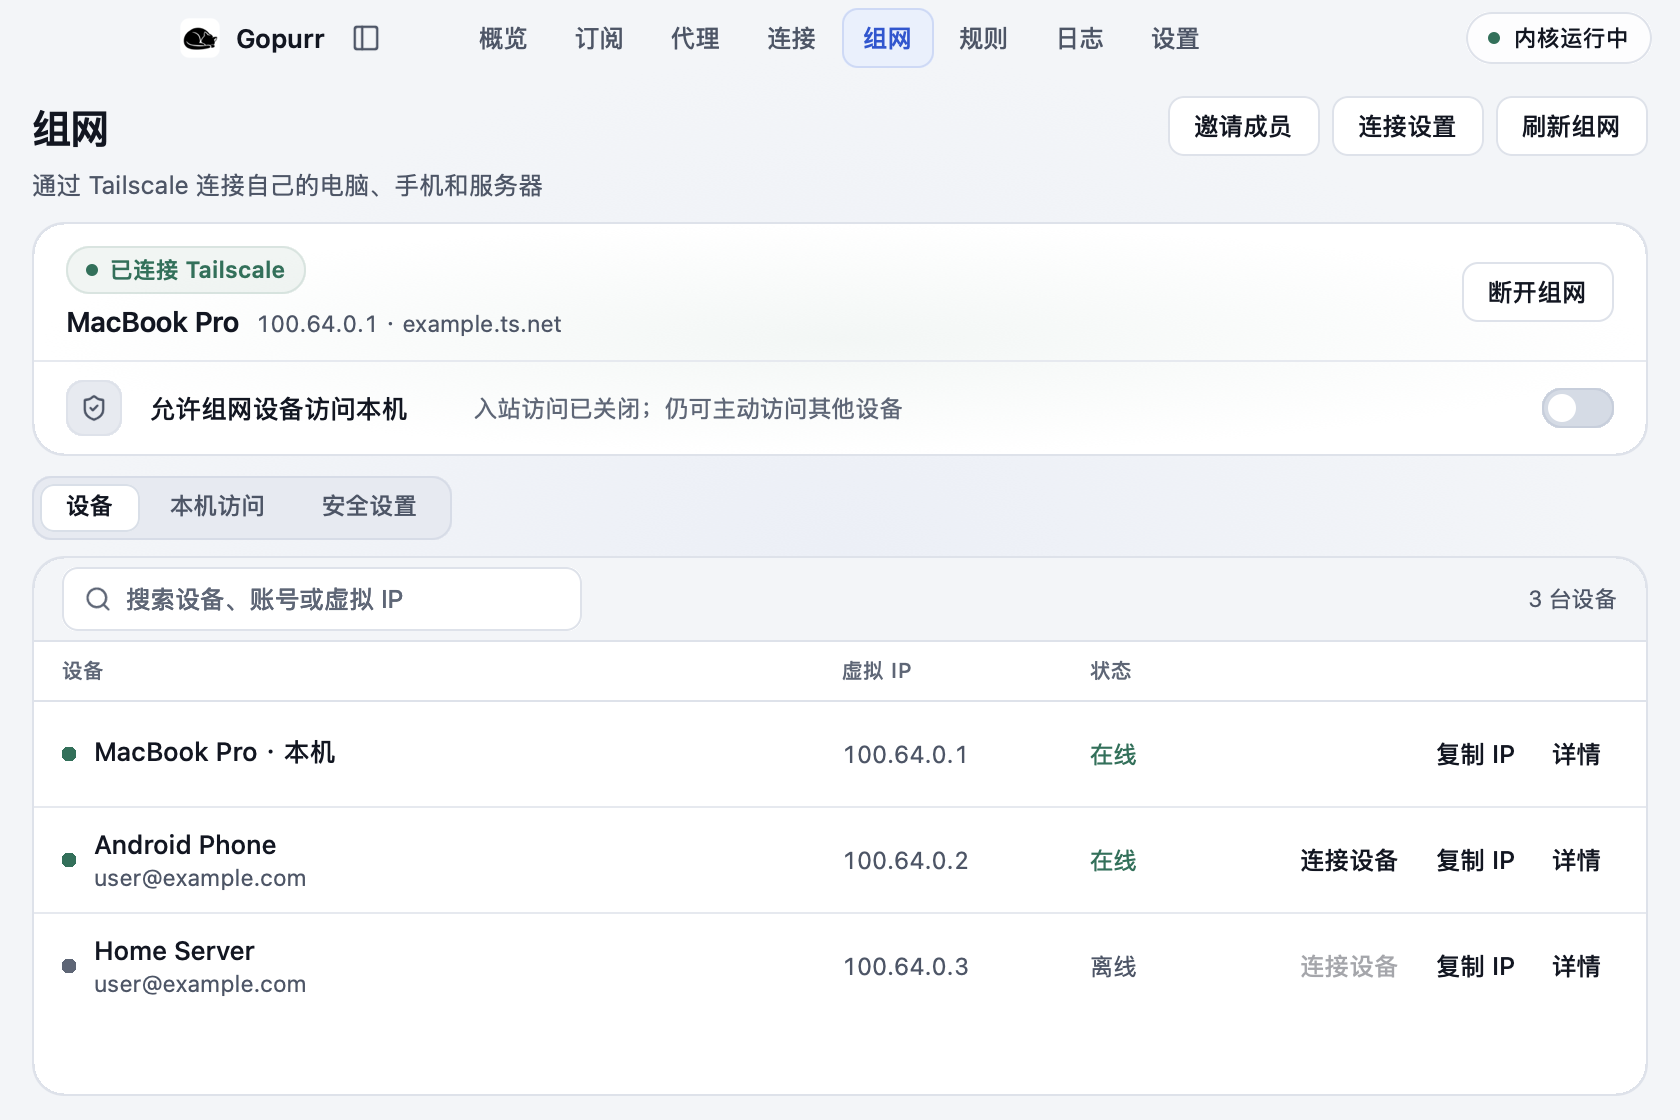 Gopurr
概览 订阅 代理 连接 组网 规则 日志 设置
内核运行中
组网
邀请成员 连接设置 刷新组网
通过 Tailscale 连接自己的电脑、手机和服务器
已连接 Tailscale
MacBook Pro 100.64.0.1 · example.ts.net
断开组网
允许组网设备访问本机 入站访问已关闭；仍可主动访问其他设备
设备 本机访问 安全设置
搜索设备、账号或虚拟 IP
3 台设备
设备 虚拟 IP 状态
MacBook Pro · 本机 100.64.0.1 在线 复制 IP 详情
Android Phone
user@example.com
100.64.0.2 在线 连接设备 复制 IP 详情
Home Server
user@example.com
100.64.0.3 离线 连接设备 复制 IP 详情